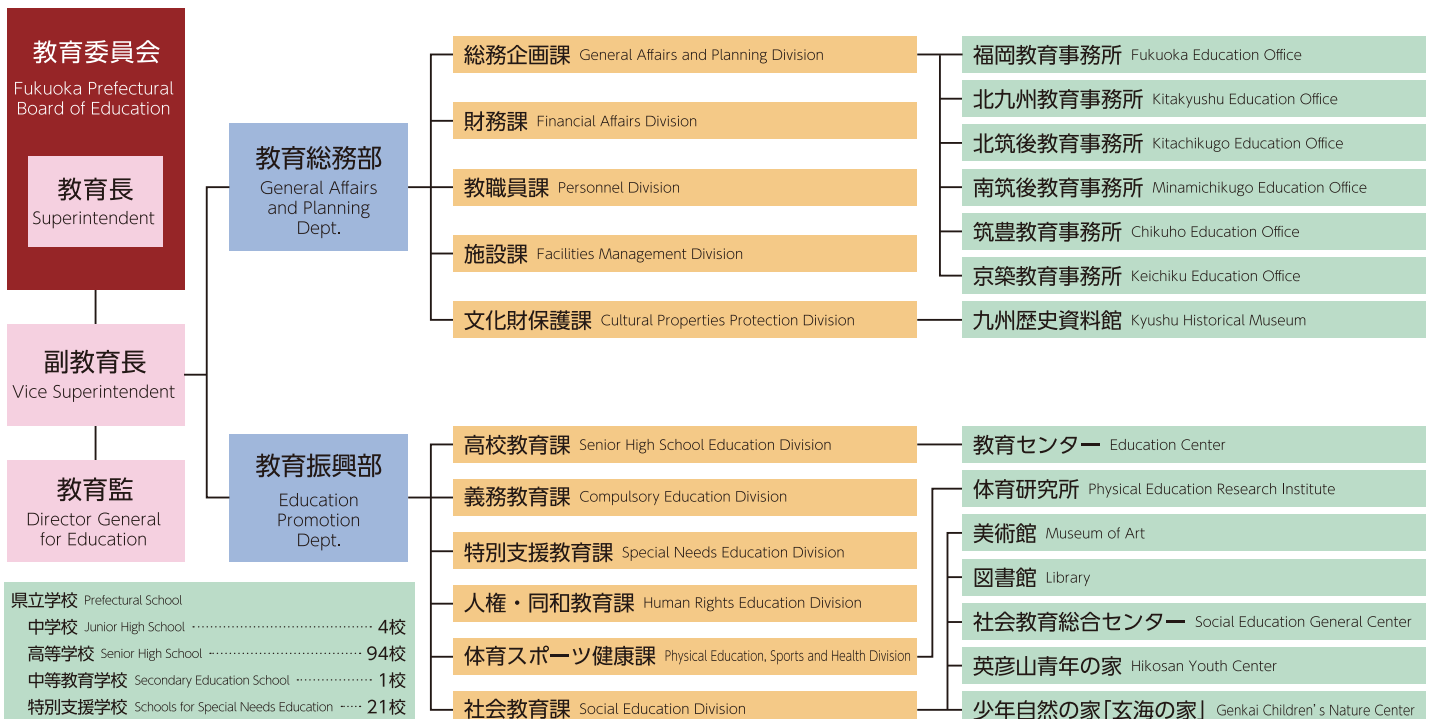 教育委員会
Fukuoka Prefectural
Board of Education
教育長
Superintendent
副教育長
Vice Superintendent
教育監
Director General
for Education
教育総務部
General Affairs
and Planning
Dept.
教育振興部
Education
Promotion
Dept.
総務企画課 General Affairs and Planning Division
財務課 Financial Affairs Division
教職員課 Personnel Division
施設課 Facilities Management Division
文化財保護課 Cultural Properties Protection Division
福岡教育事務所 Fukuoka Education Office
北九州教育事務所 Kitakyushu Education Office
北筑後教育事務所 Kitachikugo Education Office
南筑後教育事務所 Minamichikugo Education Office
筑豊教育事務所 Chikuho Education Office
京築教育事務所 Keichiku Education Office
九州歴史資料館 Kyushu Historical Museum
高校教育課 Senior High School Education Division
義務教育課 Compulsory Education Division
特別支援教育課 Special Needs Education Division
人権・同和教育課 Human Rights Education Division
体育スポーツ健康課 Physical Education, Sports and Health Division
社会教育課 Social Education Division
教育センター Education Center
体育研究所 Physical Education Research Institute
美術館 Museum of Art
図書館 Library
社会教育総合センター Social Education General Center
英彦山青年の家 Hikosan Youth Center
少年自然の家「玄海の家」 Genkai Children's Nature Center
県立学校 Prefectural School
中学校 Junior High School ································ 4校
高等学校 Senior High School ···························· 94校
中等教育学校 Secondary Education School ············ 1校
特別支援学校 Schools for Special Needs Education ····· 21校